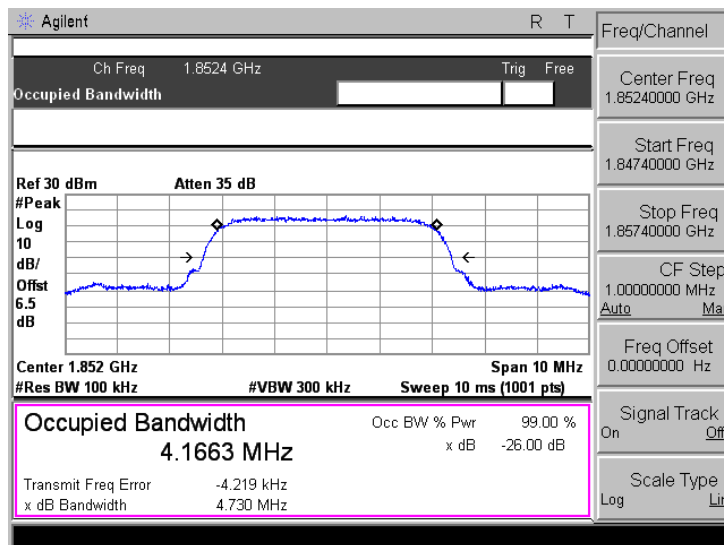 Agilent R T
Ch Freq 1.8524 GHz Trig Free
Occupied Bandwidth
Ref 30 dBm Atten 35 dB
#Peak
Log
10
dB/
Offst
6.5
dB
Center 1.852 GHz Span 10 MHz
#Res BW 100 kHz #VBW 300 kHz Sweep 10 ms (1001 pts)
Occupied Bandwidth
4.1663 MHz
Occ BW % Pwr 99.00 %
x dB -26.00 dB
Transmit Freq Error -4.219 kHz
x dB Bandwidth 4.730 MHz
Freq/Channel
Center Freq
1.85240000 GHz
Start Freq
1.84740000 GHz
Stop Freq
1.85740000 GHz
CF Step
1.00000000 MHz
Auto Ma
Freq Offset
0.00000000 Hz
Signal Track
On Off
Scale Type
Log Lin